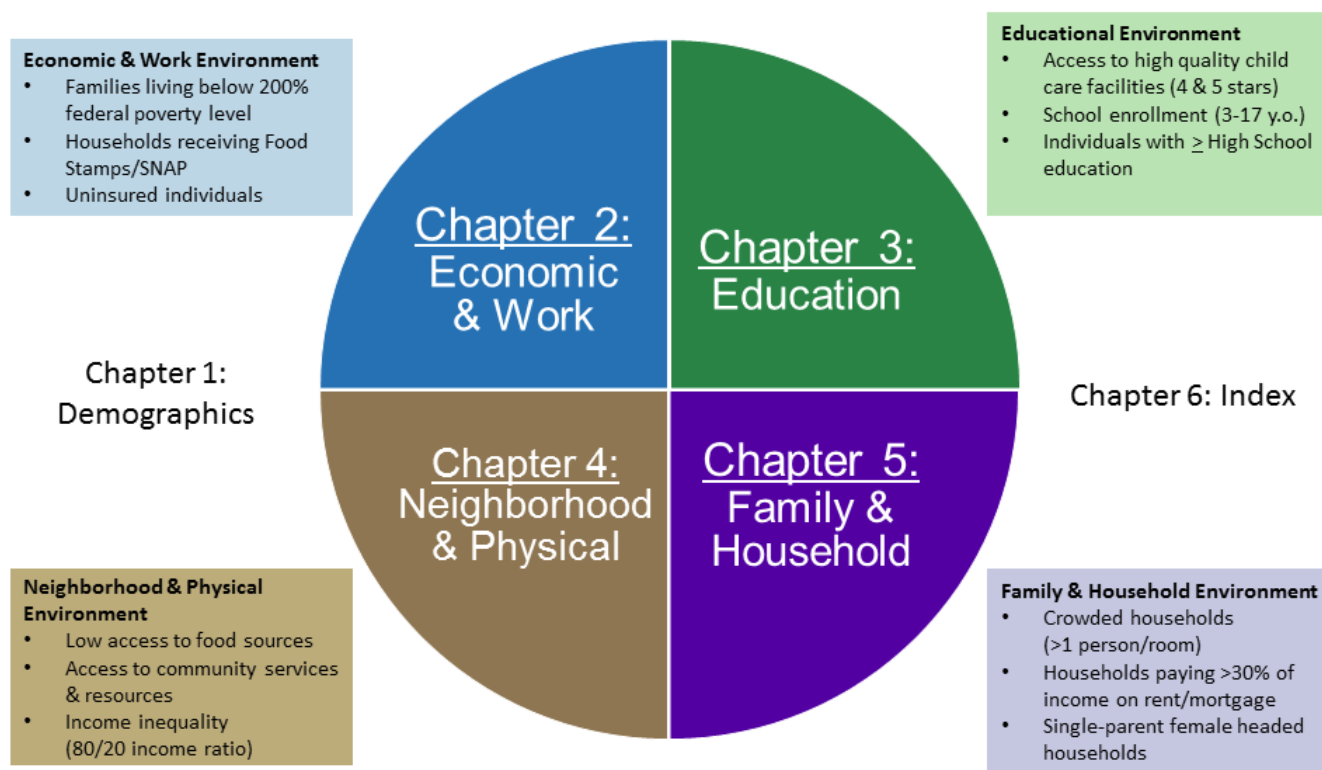 Economic & Work Environment
• Families living below 200%
federal poverty level
• Households receiving Food
Stamps/SNAP
• Uninsured individuals
Educational Environment
• Access to high quality child
care facilities (4 & 5 stars)
• School enrollment (3-17 y.o.)
• Individuals with ≥ High School
education
Chapter 2:
Economic
& Work
Chapter 3:
Education
Chapter 1:
Demographics
Chapter 6: Index
Chapter 4:
Neighborhood
& Physical
Chapter 5:
Family &
Household
Neighborhood & Physical
Environment
• Low access to food sources
• Access to community services
& resources
• Income inequality
(80/20 income ratio)
Family & Household Environment
• Crowded households
(>1 person/room)
• Households paying >30% of
income on rent/mortgage
• Single-parent female headed
households